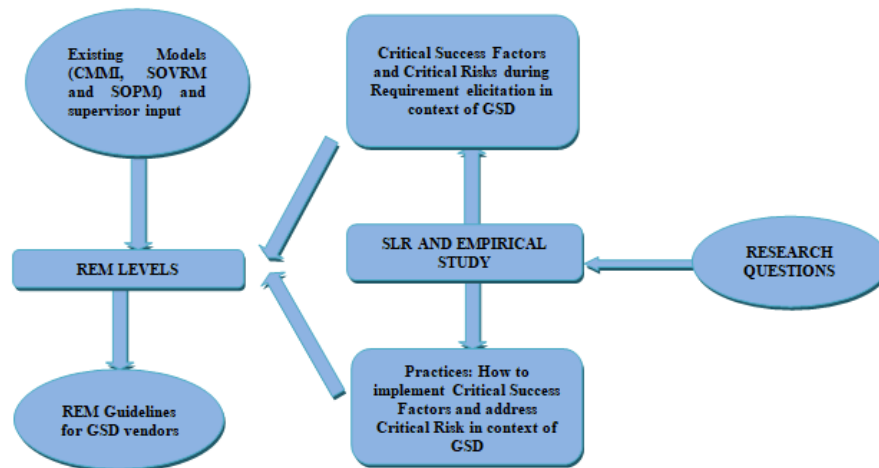 Existing Models
(CMMI, SOVRM
and SOPM) and
supervisor input
Critical Success Factors
and Critical Risks during
Requirement elicitation in
context of GSD
REM LEVELS
SLR AND EMPIRICAL
STUDY
RESEARCH
QUESTIONS
REM Guidelines
for GSD vendors
Practices: How to
implement Critical Success
Factors and address
Critical Risk in context of
GSD